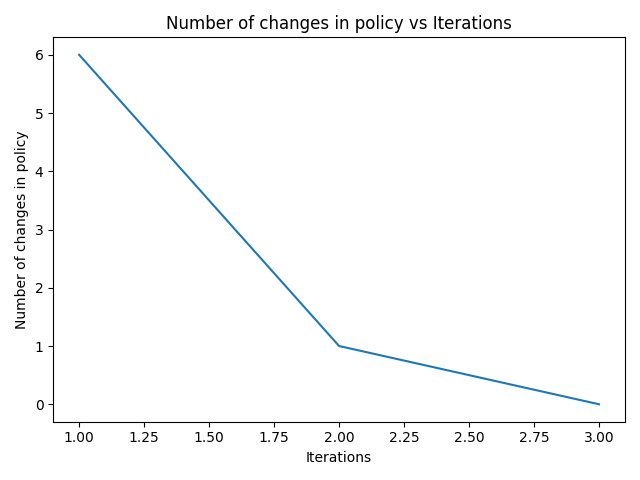 Number of changes in policy vs Iterations
Number of changes in policy
6
5
4
3
2
1
0
1.00 1.25 1.50 1.75 2.00 2.25 2.50 2.75 3.00
Iterations